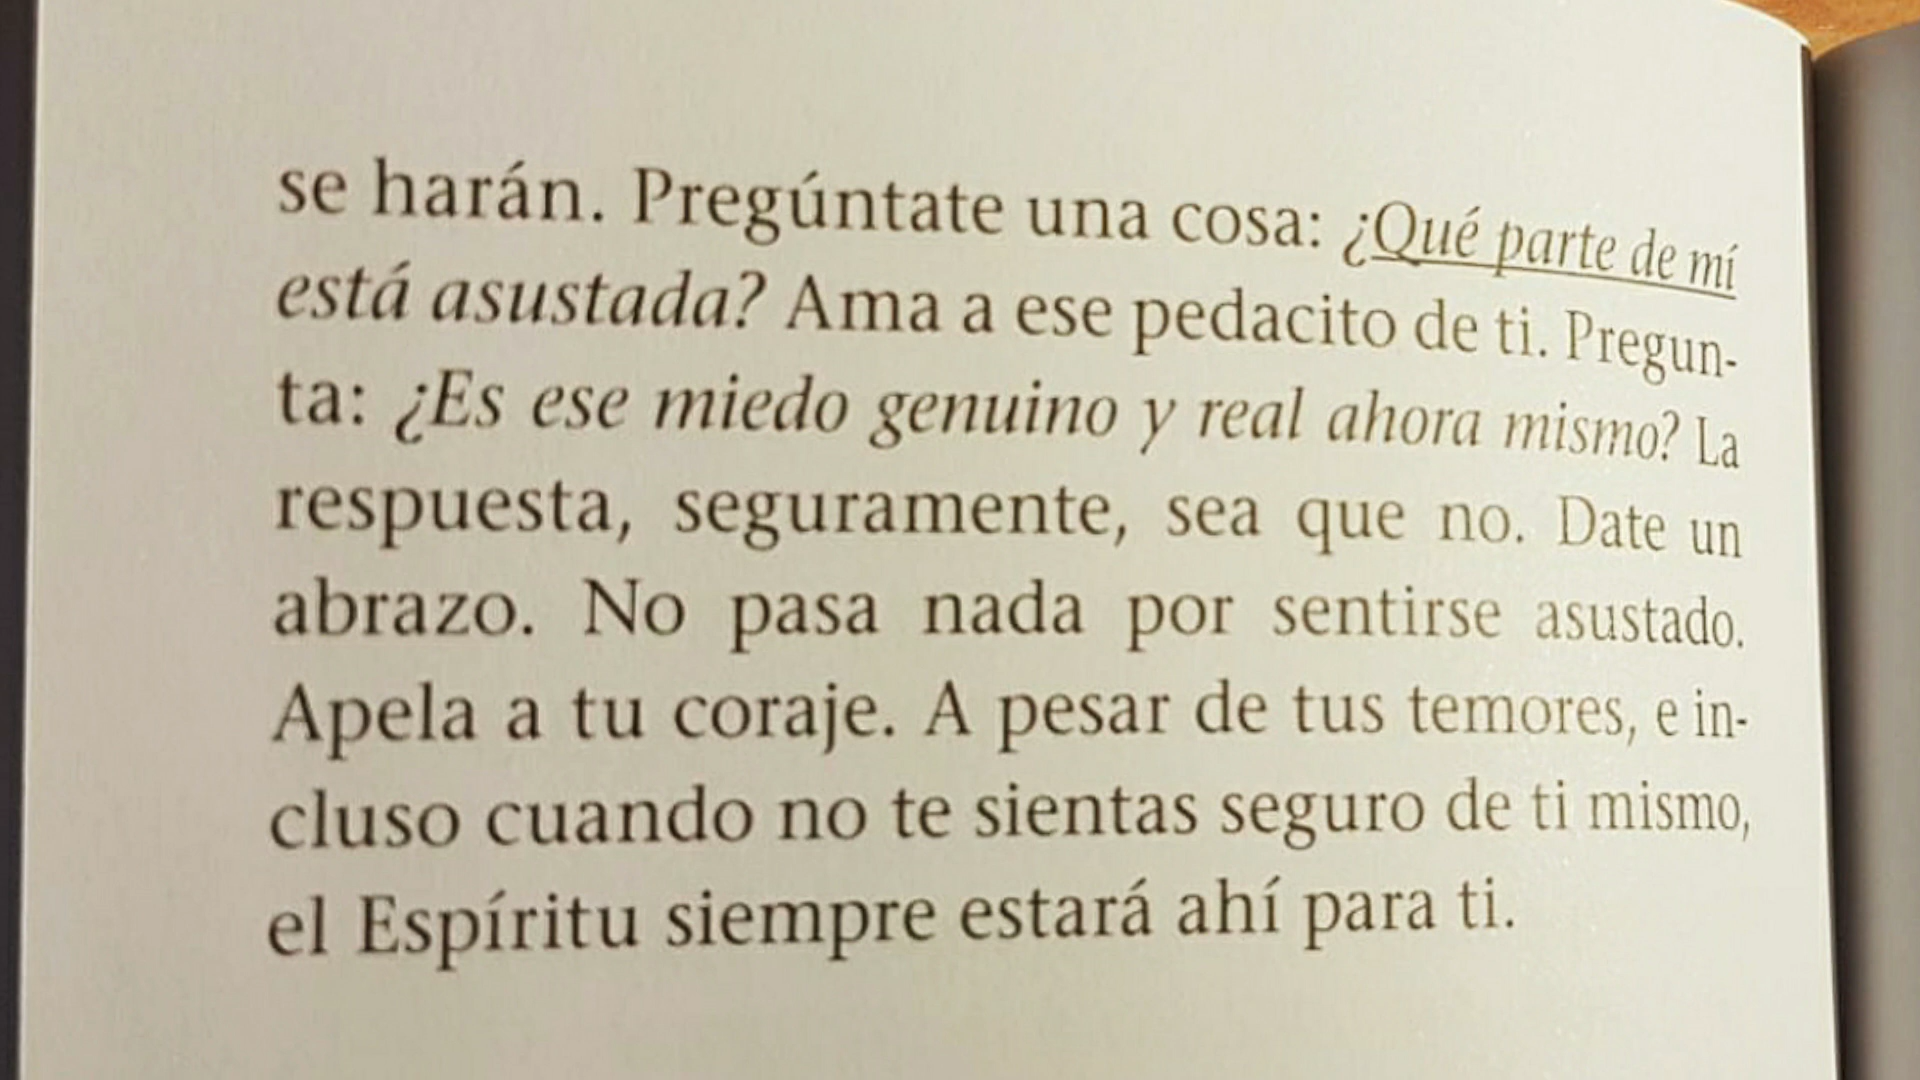 se harán. Pregúntate una cosa: ¿Qué parte de mí
está asustada? Ama a ese pedacito de ti. Pregun-
ta: ¿Es ese miedo genuino y real ahora mismo? La
respuesta, seguramente, sea que no. Date un
abrazo. No pasa nada por sentirse asustado.
Apela a tu coraje. A pesar de tus temores, e in-
cluso cuando no te sientas seguro de ti mismo,
el Espíritu siempre estará ahí para ti.